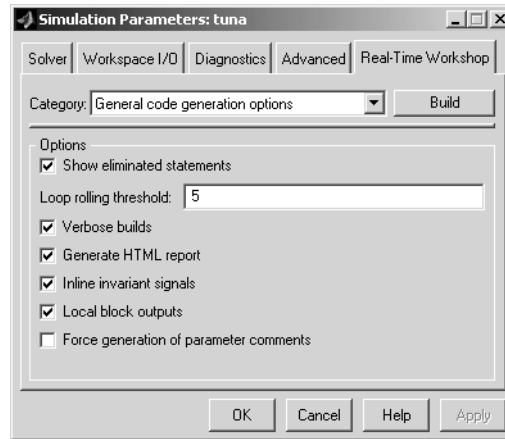 Simulation Parameters: tuna
Solver Workspace I/O Diagnostics Advanced Real-Time Workshop
Category: General code generation options Build
Options
Show eliminated statements
Loop rolling threshold: 5
Verbose builds
Generate HTML report
Inline invariant signals
Local block outputs
Force generation of parameter comments
OK Cancel Help Apply